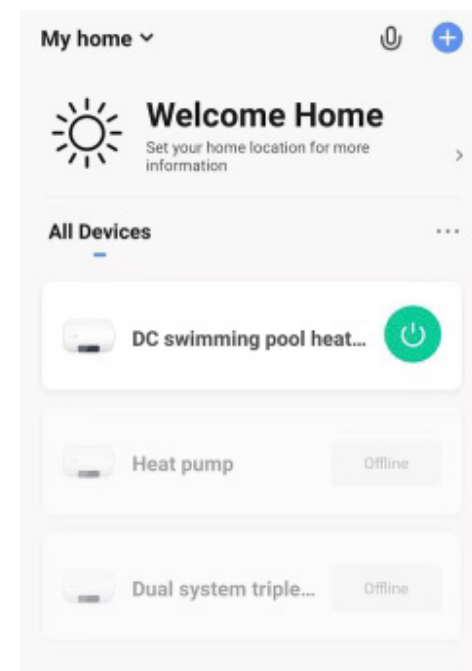 My home
Welcome Home
Set your home location for more
information
All Devices
...
DC swimming pool heat...
Heat pump
Offline
Dual system triple...
Offline